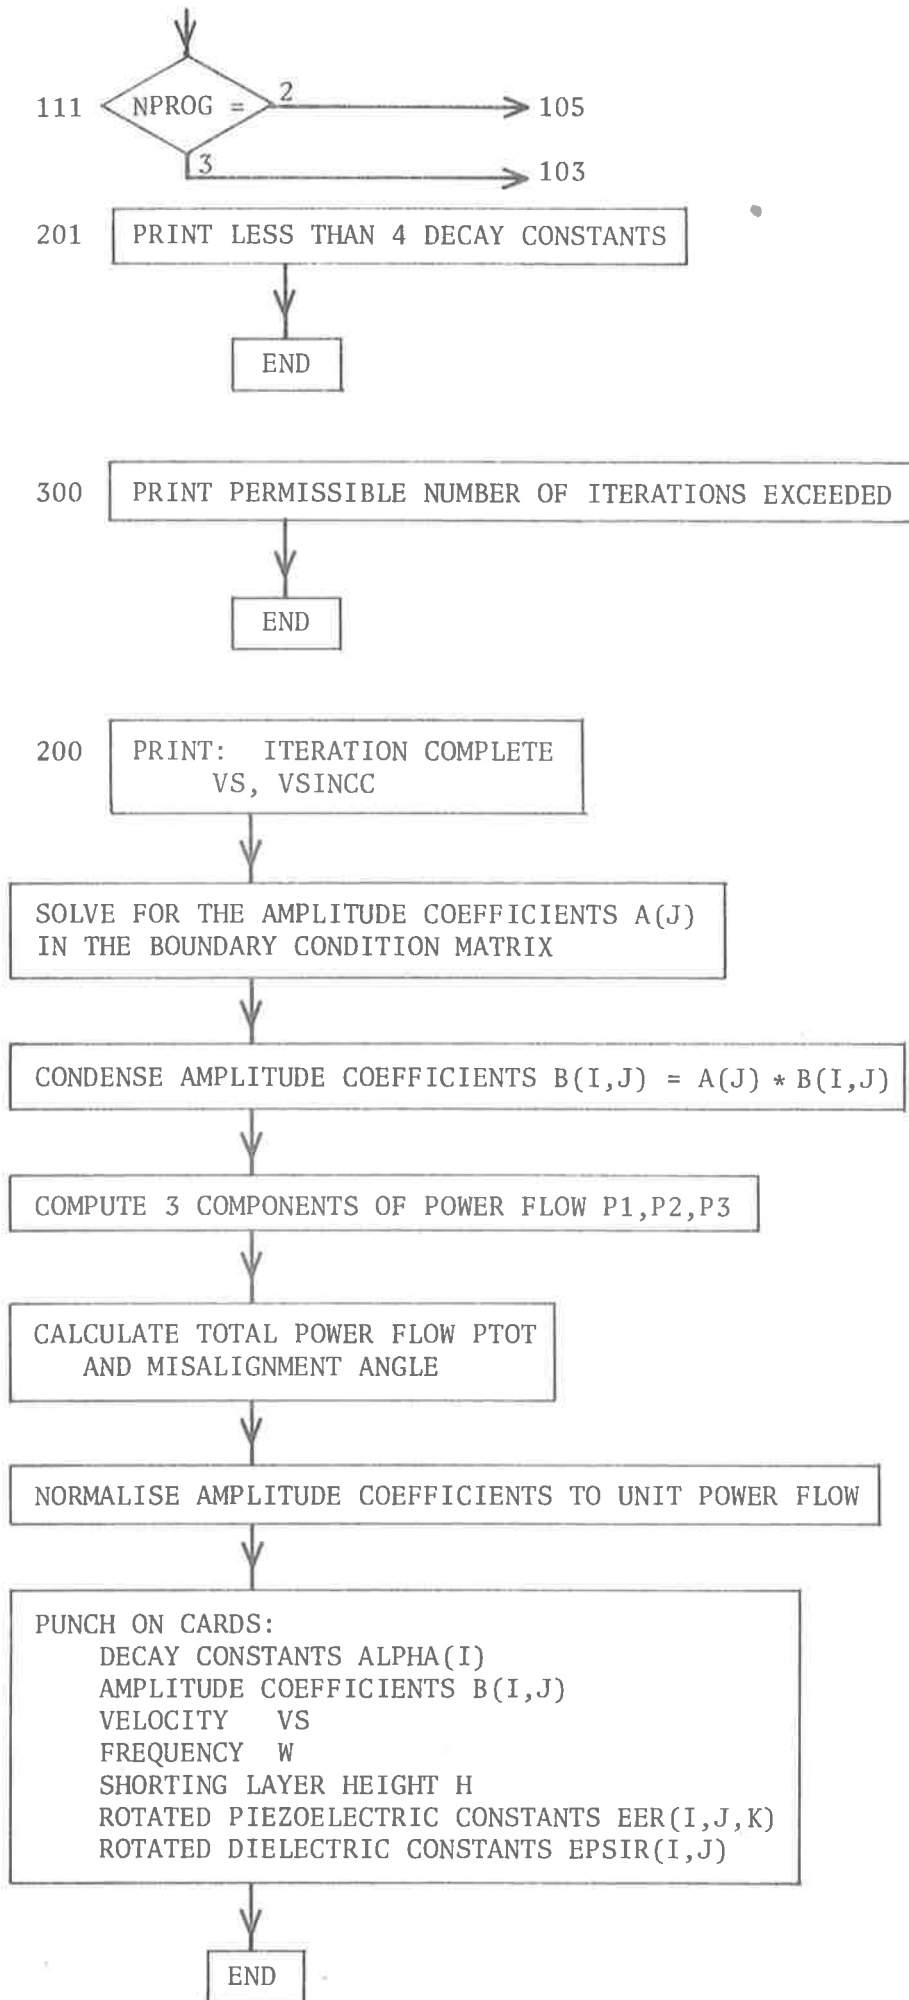 111 NPROG = 2 105
3 103
201 PRINT LESS THAN 4 DECAY CONSTANTS
END
300 PRINT PERMISSIBLE NUMBER OF ITERATIONS EXCEEDED
END
200 PRINT: ITERATION COMPLETE
VS, VSINCC
SOLVE FOR THE AMPLITUDE COEFFICIENTS A(J)
IN THE BOUNDARY CONDITION MATRIX
CONDENSE AMPLITUDE COEFFICIENTS B(I,J) = A(J) * B(I,J)
COMPUTE 3 COMPONENTS OF POWER FLOW P1,P2,P3
CALCULATE TOTAL POWER FLOW PTOT
AND MISALIGNMENT ANGLE
NORMALISE AMPLITUDE COEFFICIENTS TO UNIT POWER FLOW
PUNCH ON CARDS:
DECAY CONSTANTS ALPHA(I)
AMPLITUDE COEFFICIENTS B(I,J)
VELOCITY VS
FREQUENCY W
SHORTING LAYER HEIGHT H
ROTATED PIEZOELECTRIC CONSTANTS EER(I,J,K)
ROTATED DIELECTRIC CONSTANTS EPSIR(I,J)
END